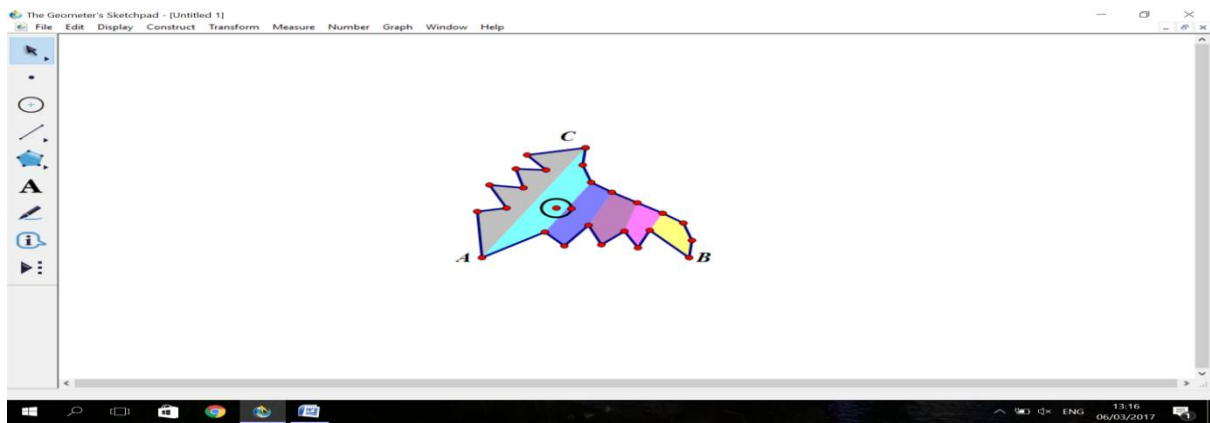 The Geometer's Sketchpad - [Untitled 1]
File Edit Display Construct Transform Measure Number Graph Window Help
A
C
A
B
ENG
13:16
06/03/2017